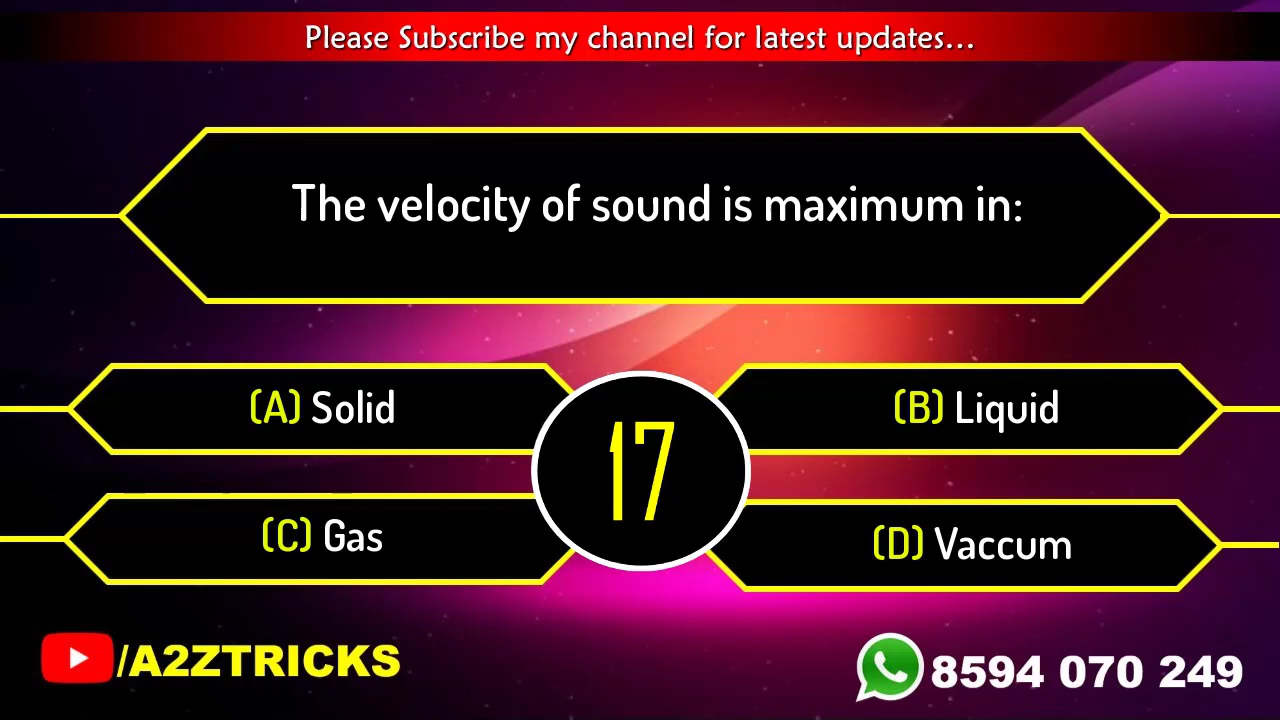 Please Subscribe my channel for latest updates...
The velocity of sound is maximum in:
(A) Solid
(B) Liquid
17
(C) Gas
(D) Vaccum
/A2ZTRICKS
8594 070 249